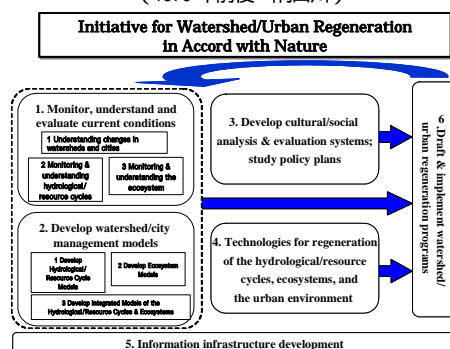 Initiative for Watershed/Urban Regeneration
in Accord with Nature
1. Monitor, understand and
evaluate current conditions
1 Understanding changes in
watersheds and cities
2 Monitoring &
understanding
hydrological/
resource cycles
3 Monitoring &
understanding the
ecosystem
2. Develop watershed/city
management models
1 Develop
Hydrological/
Resource Cycle
Models
2 Develop Ecosystem
Models
3 Develop Integrated Models of the
Hydrological/Resource Cycles & Ecosystems
3. Develop cultural/social
analysis & evaluation systems;
study policy plans
4. Technologies for regeneration
of the hydrological/resource
cycles, ecosystems, and
the urban environment
6 .Draft & implement watershed/
urban regeneration programs
5. Information infrastructure development